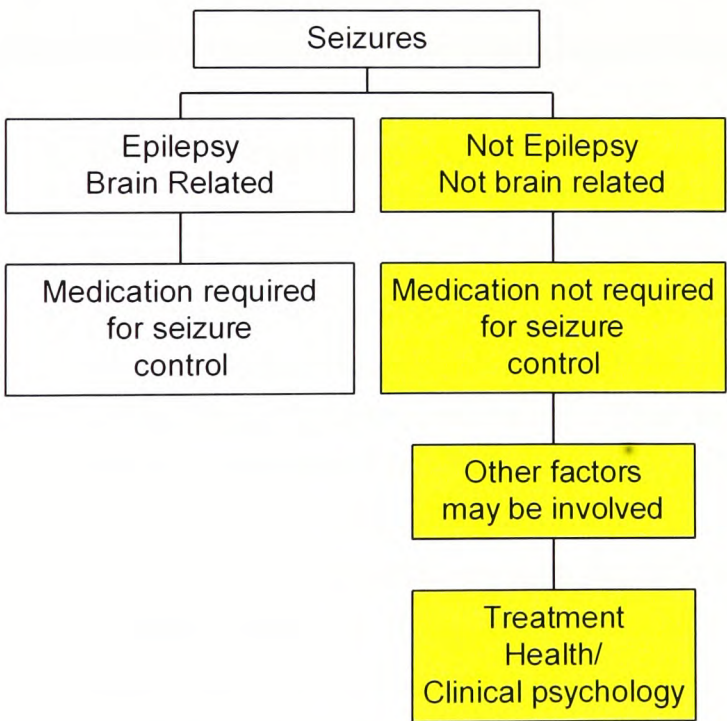 Seizures
Epilepsy
Brain Related
Not Epilepsy
Not brain related
Medication required
for seizure
control
Medication not required
for seizure
control
Other factors
may be involved
Treatment
Health/
Clinical psychology